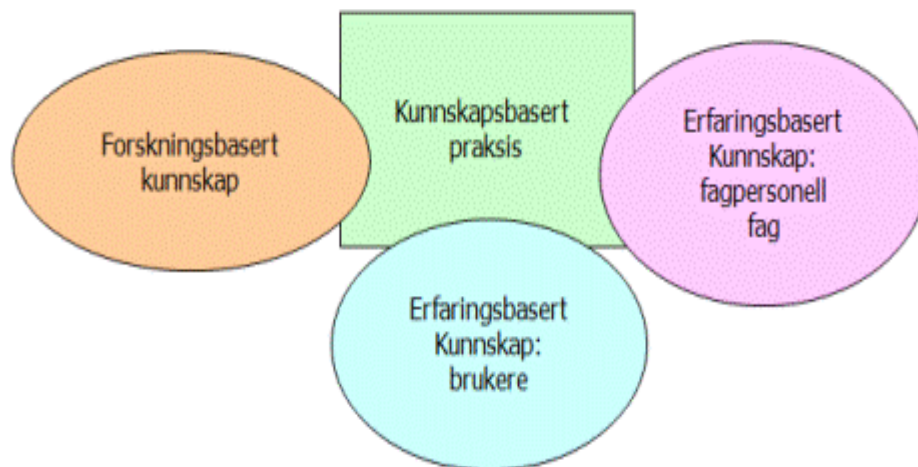 Forskningsbasert
kunnskap
Kunnskapsbasert
praksis
Erfaringsbasert
Kunnskap:
fagpersonell
fag
Erfaringsbasert
Kunnskap:
brukere